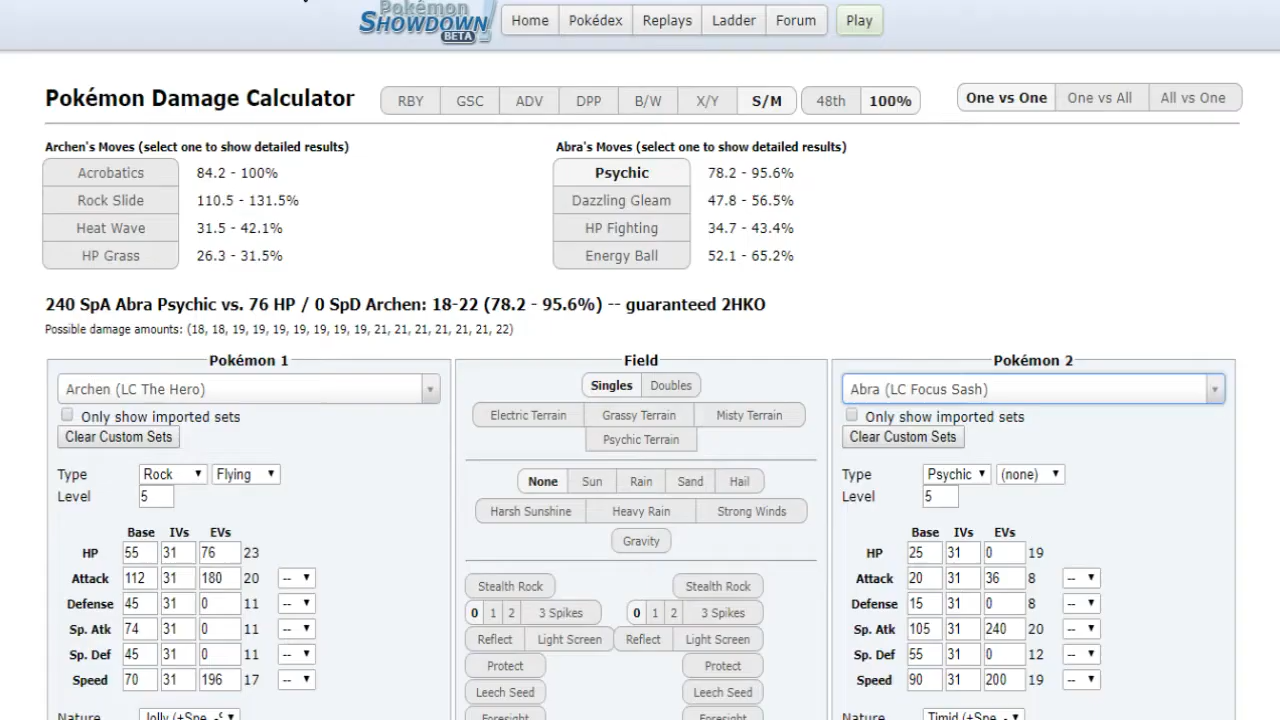 Pokémon
SHOWDOWN
BETA
Home Pokédex Replays Ladder Forum Play
Pokémon Damage Calculator RBY GSC ADV DPP B/W X/Y S/M 48th 100% One vs One One vs All All vs One
Archen's Moves (select one to show detailed results) Abra's Moves (select one to show detailed results)
Acrobatics 84.2 - 100% Psychic 78.2 - 95.6%
Rock Slide 110.5 - 131.5% Dazzling Gleam 47.8 - 56.5%
Heat Wave 31.5 - 42.1% HP Fighting 34.7 - 43.4%
HP Grass 26.3 - 31.5% Energy Ball 52.1 - 65.2%
240 SpA Abra Psychic vs. 76 HP / 0 SpD Archen: 18-22 (78.2 - 95.6%) -- guaranteed 2HKO
Possible damage amounts: (18, 18, 19, 19, 19, 19, 19, 19, 19, 21, 21, 21, 21, 21, 21, 22)
Pokémon 1
Archen (LC The Hero)
Only show imported sets
Clear Custom Sets
Type Rock Flying
Level 5
Base IVs EVs
HP 55 31 76 23
Attack 112 31 180 20 --
Defense 45 31 0 11 --
Sp. Atk 74 31 0 11 --
Sp. Def 45 31 0 11 --
Speed 70 31 196 17 --
Nature Jolly (+Spe, -S
Field
Singles Doubles
Electric Terrain Grassy Terrain Misty Terrain
Psychic Terrain
None Sun Rain Sand Hail
Harsh Sunshine Heavy Rain Strong Winds
Gravity
Stealth Rock Stealth Rock
0 1 2 3 Spikes 0 1 2 3 Spikes
Reflect Light Screen Reflect Light Screen
Protect Protect
Leech Seed Leech Seed
Foresight Foresight
Pokémon 2
Abra (LC Focus Sash)
Only show imported sets
Clear Custom Sets
Type Psychic (none)
Level 5
Base IVs EVs
HP 25 31 0 19
Attack 20 31 36 8 --
Defense 15 31 0 8 --
Sp. Atk 105 31 240 20 --
Sp. Def 55 31 0 12 --
Speed 90 31 200 19 --
Nature Timid (+Spe,